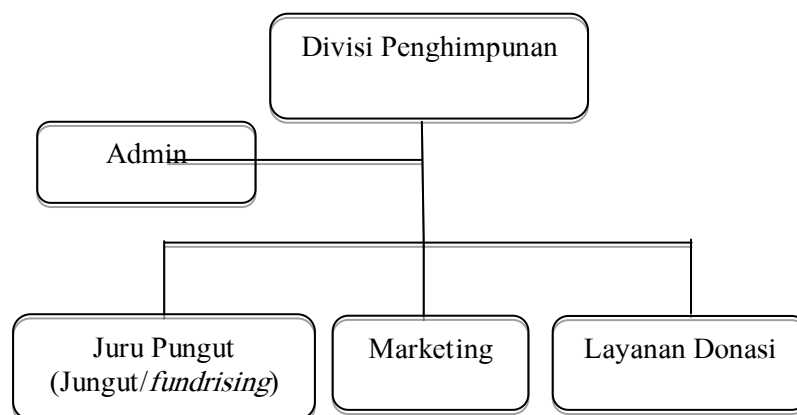 Divisi Penghimpunan
Admin
Juru Pungut
(Jungut/fundrising)
Marketing
Layanan Donasi